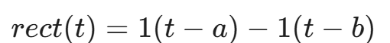 rect(t) = 1(t − a) − 1(t − b)